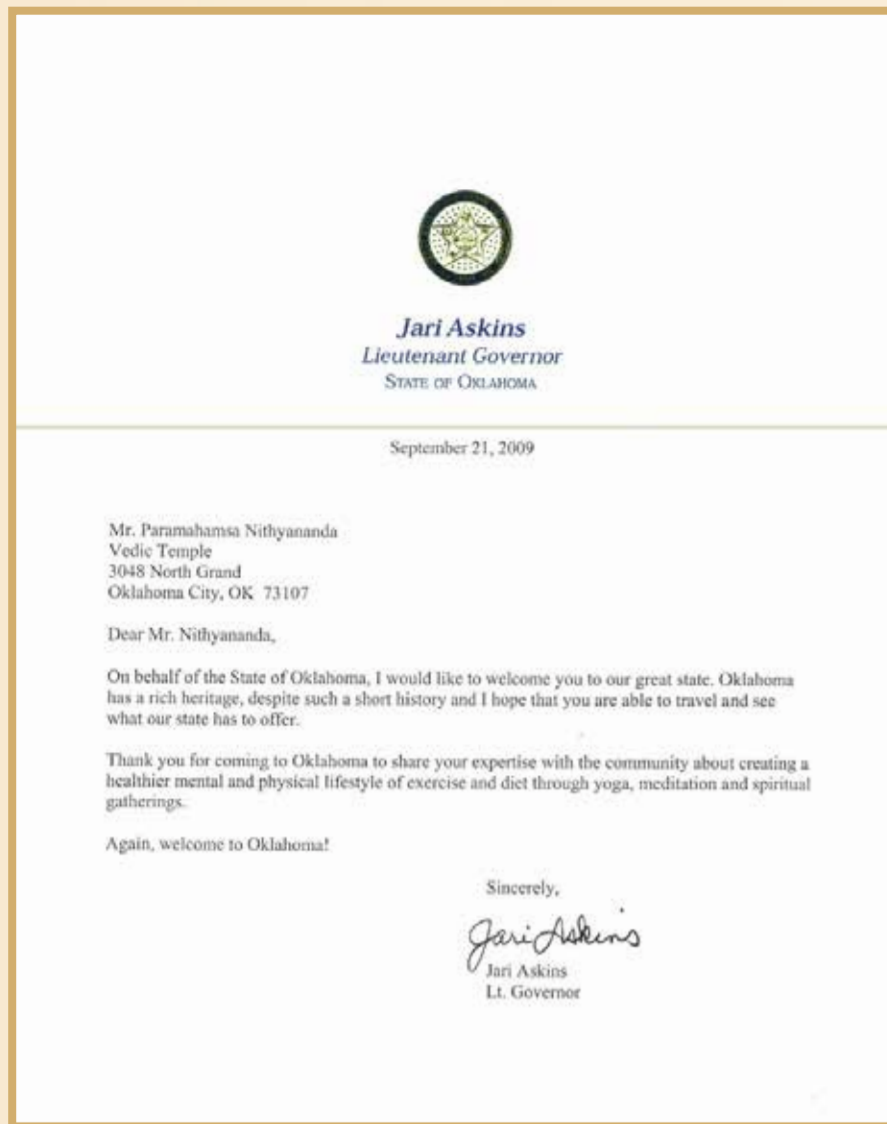 Jari Askins
Lieutenant Governor
STATE OF OKLAHOMA
September 21, 2009
Mr. Paramahamsa Nithyananda
Vedic Temple
3048 North Grand
Oklahoma City, OK 73107
Dear Mr. Nithyananda,
On behalf of the State of Oklahoma, I would like to welcome you to our great state. Oklahoma
has a rich heritage, despite such a short history and I hope that you are able to travel and see
what our state has to offer.
Thank you for coming to Oklahoma to share your expertise with the community about creating a
healthier mental and physical lifestyle of exercise and diet through yoga, meditation and spiritual
gatherings.
Again, welcome to Oklahoma!
Sincerely,
Jari Askins
Jari Askins
Lt. Governor